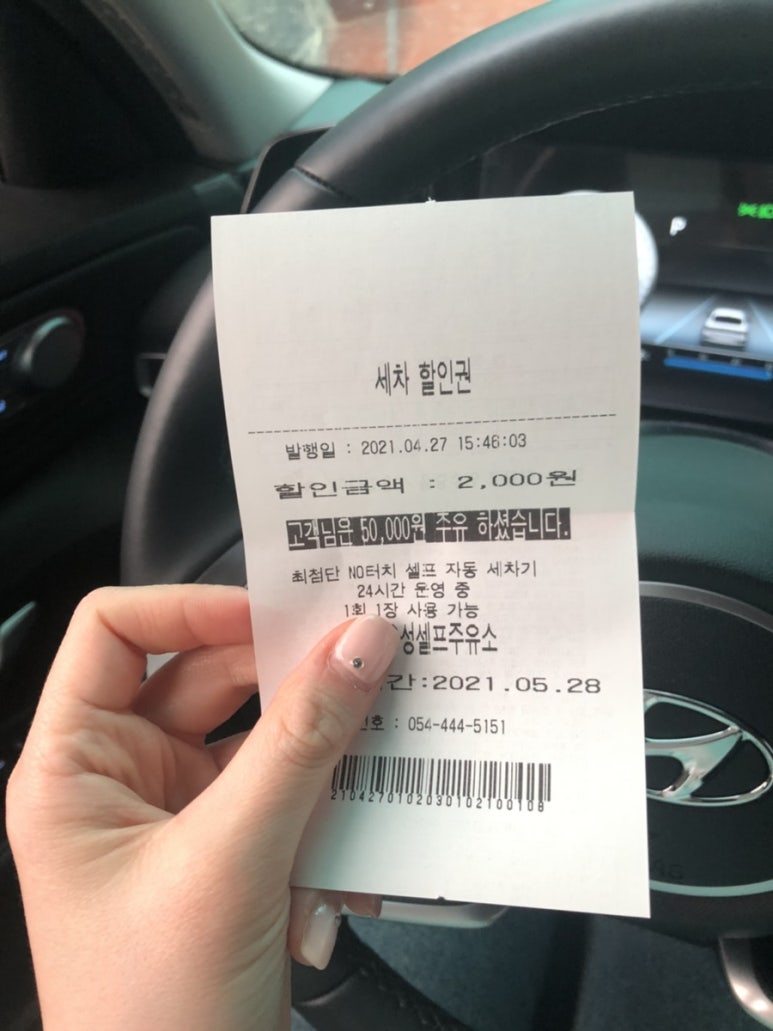 세차 할인권
발행일 : 2021.04.27 15:46:03
할인금액 : 2,000원
고객님은 50,000원 주유 하셨습니다.
최첨단 NO터치 셀프 자동 세차기
24시간 운영 중
1회 1장 사용 가능
성셀프주유소
간:2021.05.28
호 : 054-444-5151
2104270102030102100108
P